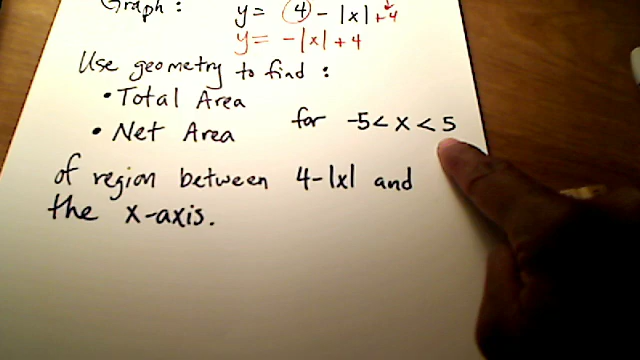 Graph: y = 4 - |x| + 4
y = -|x| + 4
Use geometry to find :
• Total Area
• Net Area for -5 < x < 5
of region between 4-|x| and
the x-axis.